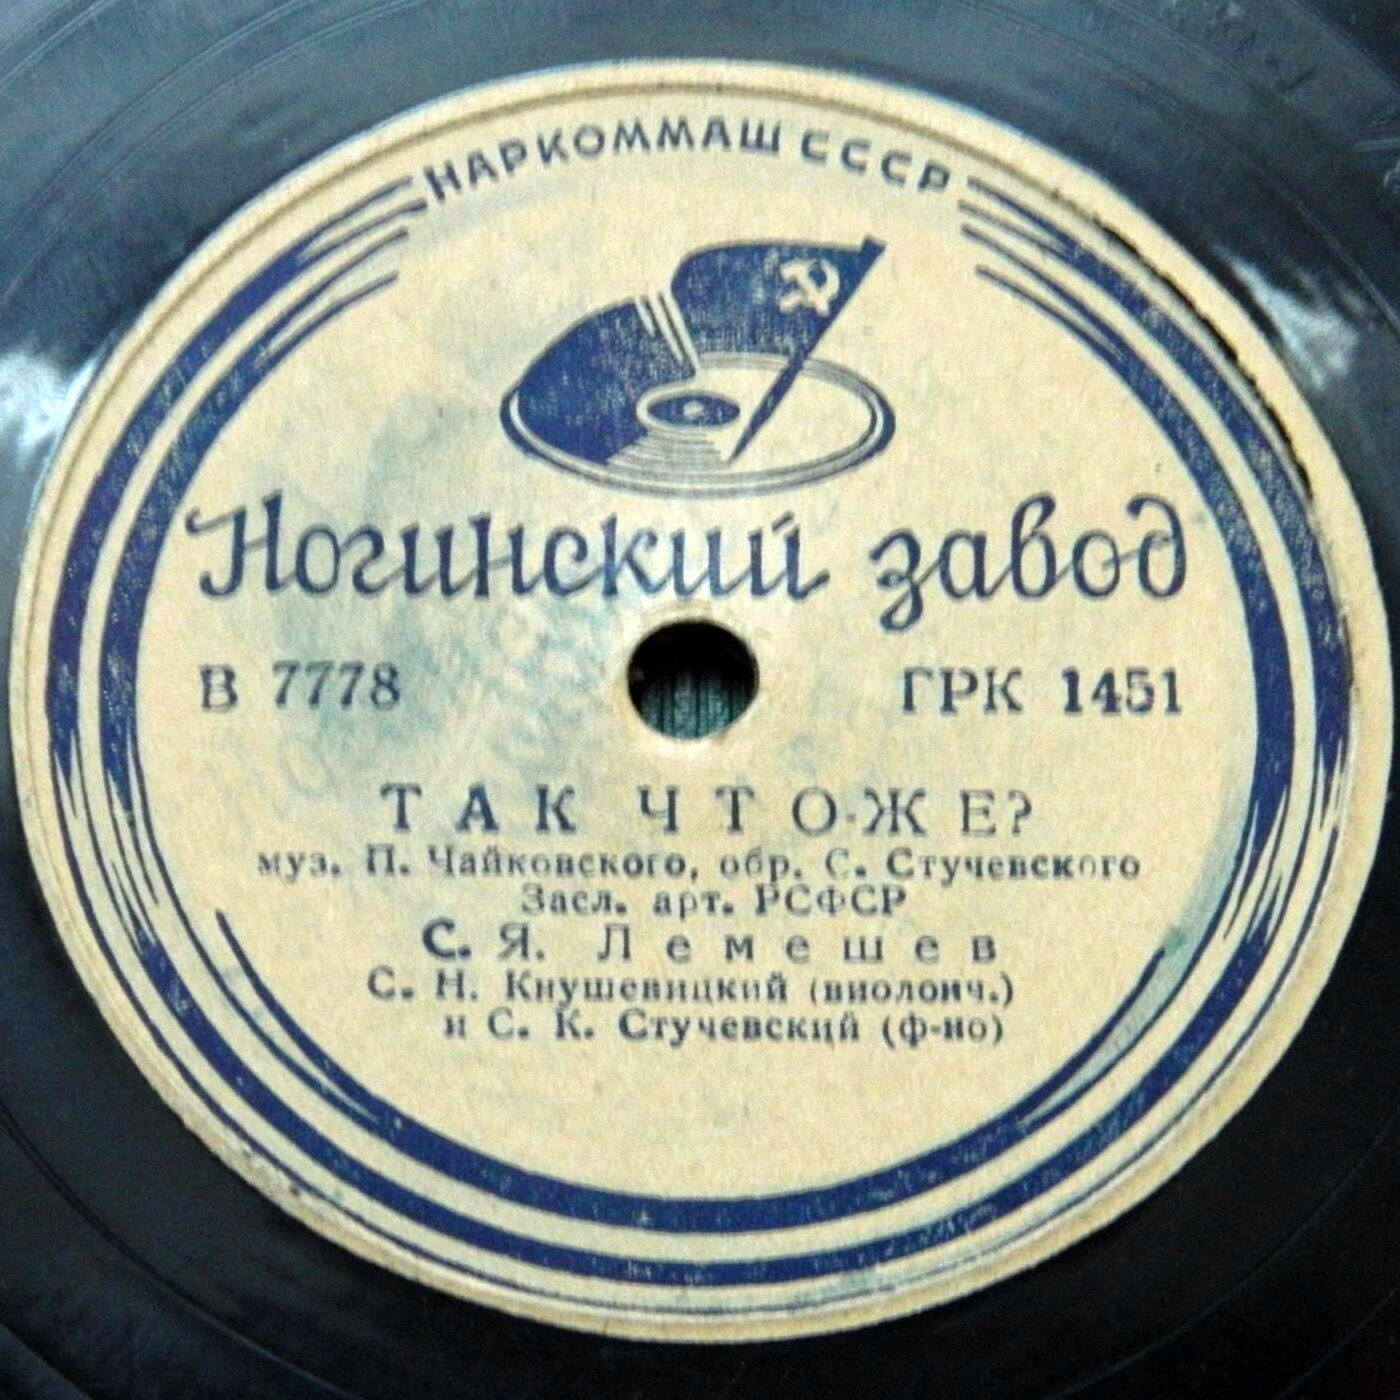 НАРКОММАШ СССР
Ногинский завод
В 7778 ГРК 1451
ТАК ЧТО-ЖЕ?
муз. П. Чайковского, обр. С. Стучевского
Засл. арт. РСФСР
С. Я. Лемешев
С. Н. Кнушевицкий (виолонч.)
и С. К. Стучевский (ф-но)